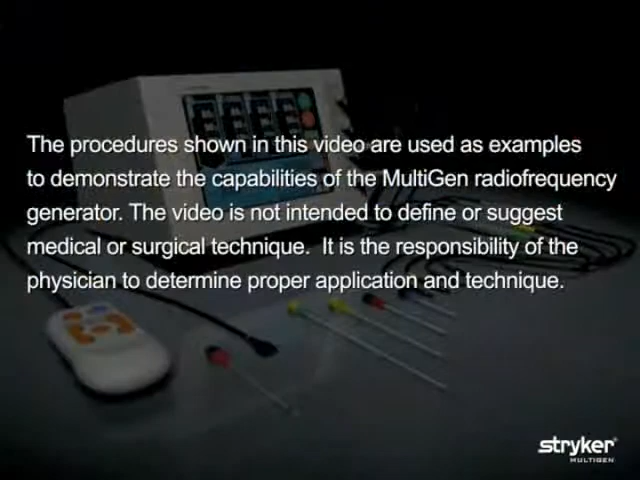 The procedures shown in this video are used as examples
to demonstrate the capabilities of the MultiGen radiofrequency
generator. The video is not intended to define or suggest
medical or surgical technique.  It is the responsibility of the
physician to determine proper application and technique.
stryker®
MULTIGEN